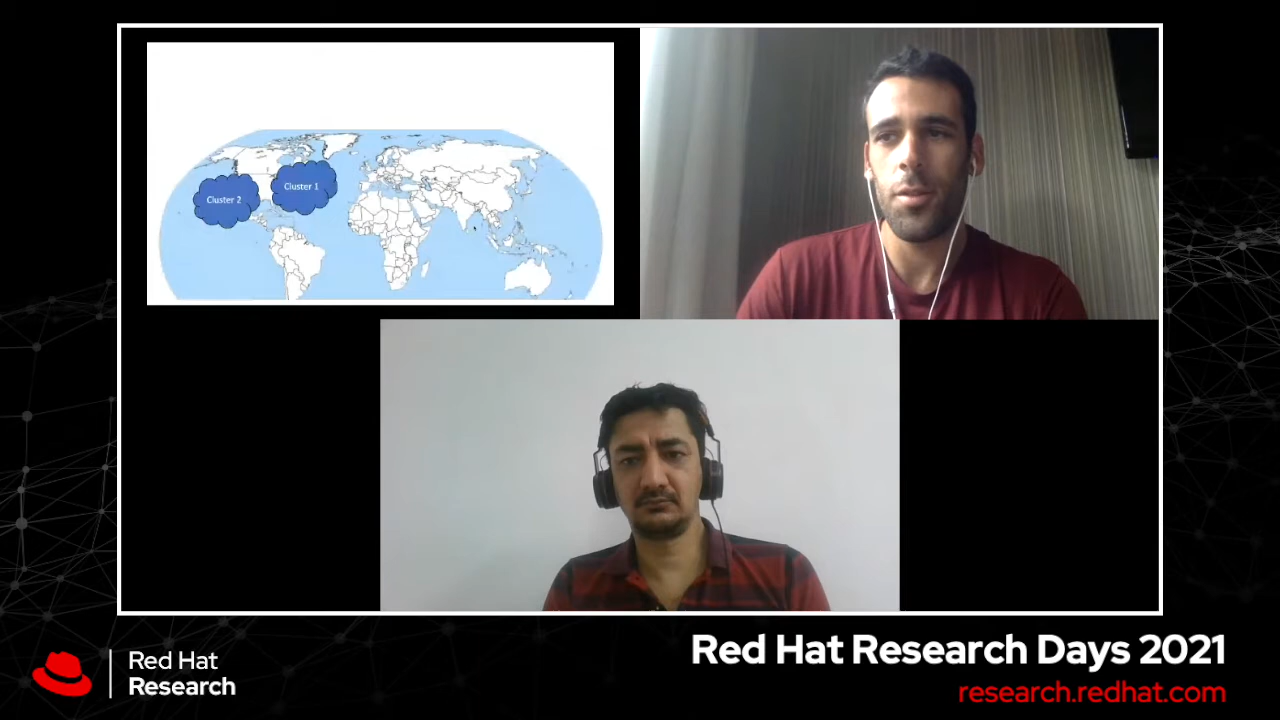 Cluster 1
Cluster 2
Red Hat
Research
Red Hat Research Days 2021
research.redhat.com